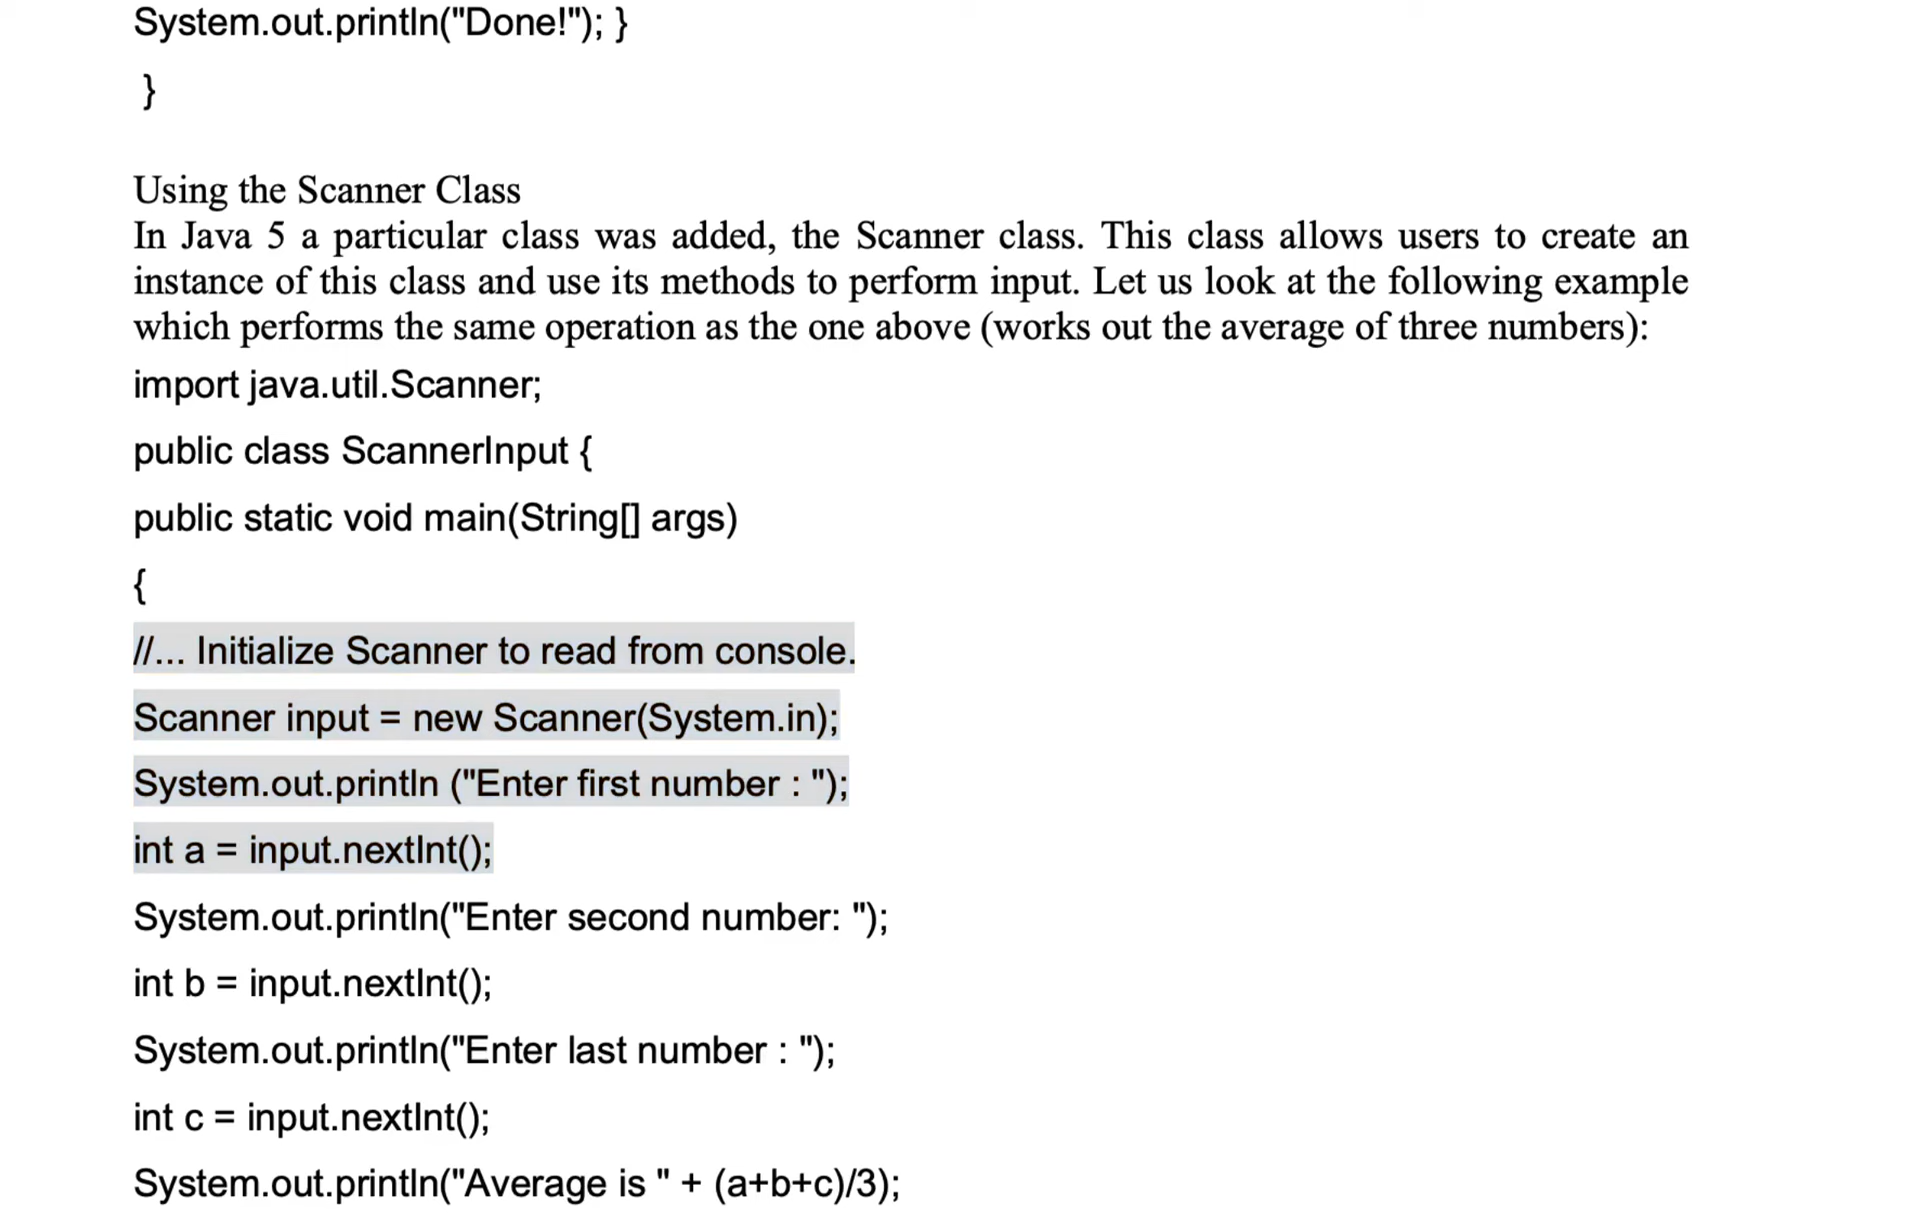 System.out.println("Done!"); }
}
Using the Scanner Class
In Java 5 a particular class was added, the Scanner class. This class allows users to create an
instance of this class and use its methods to perform input. Let us look at the following example
which performs the same operation as the one above (works out the average of three numbers):
import java.util.Scanner;
public class ScannerInput {
public static void main(String[] args)
{
//... Initialize Scanner to read from console.
Scanner input = new Scanner(System.in);
System.out.println ("Enter first number : ");
int a = input.nextInt();
System.out.println("Enter second number: ");
int b = input.nextInt();
System.out.println("Enter last number : ");
int c = input.nextInt();
System.out.println("Average is " + (a+b+c)/3);